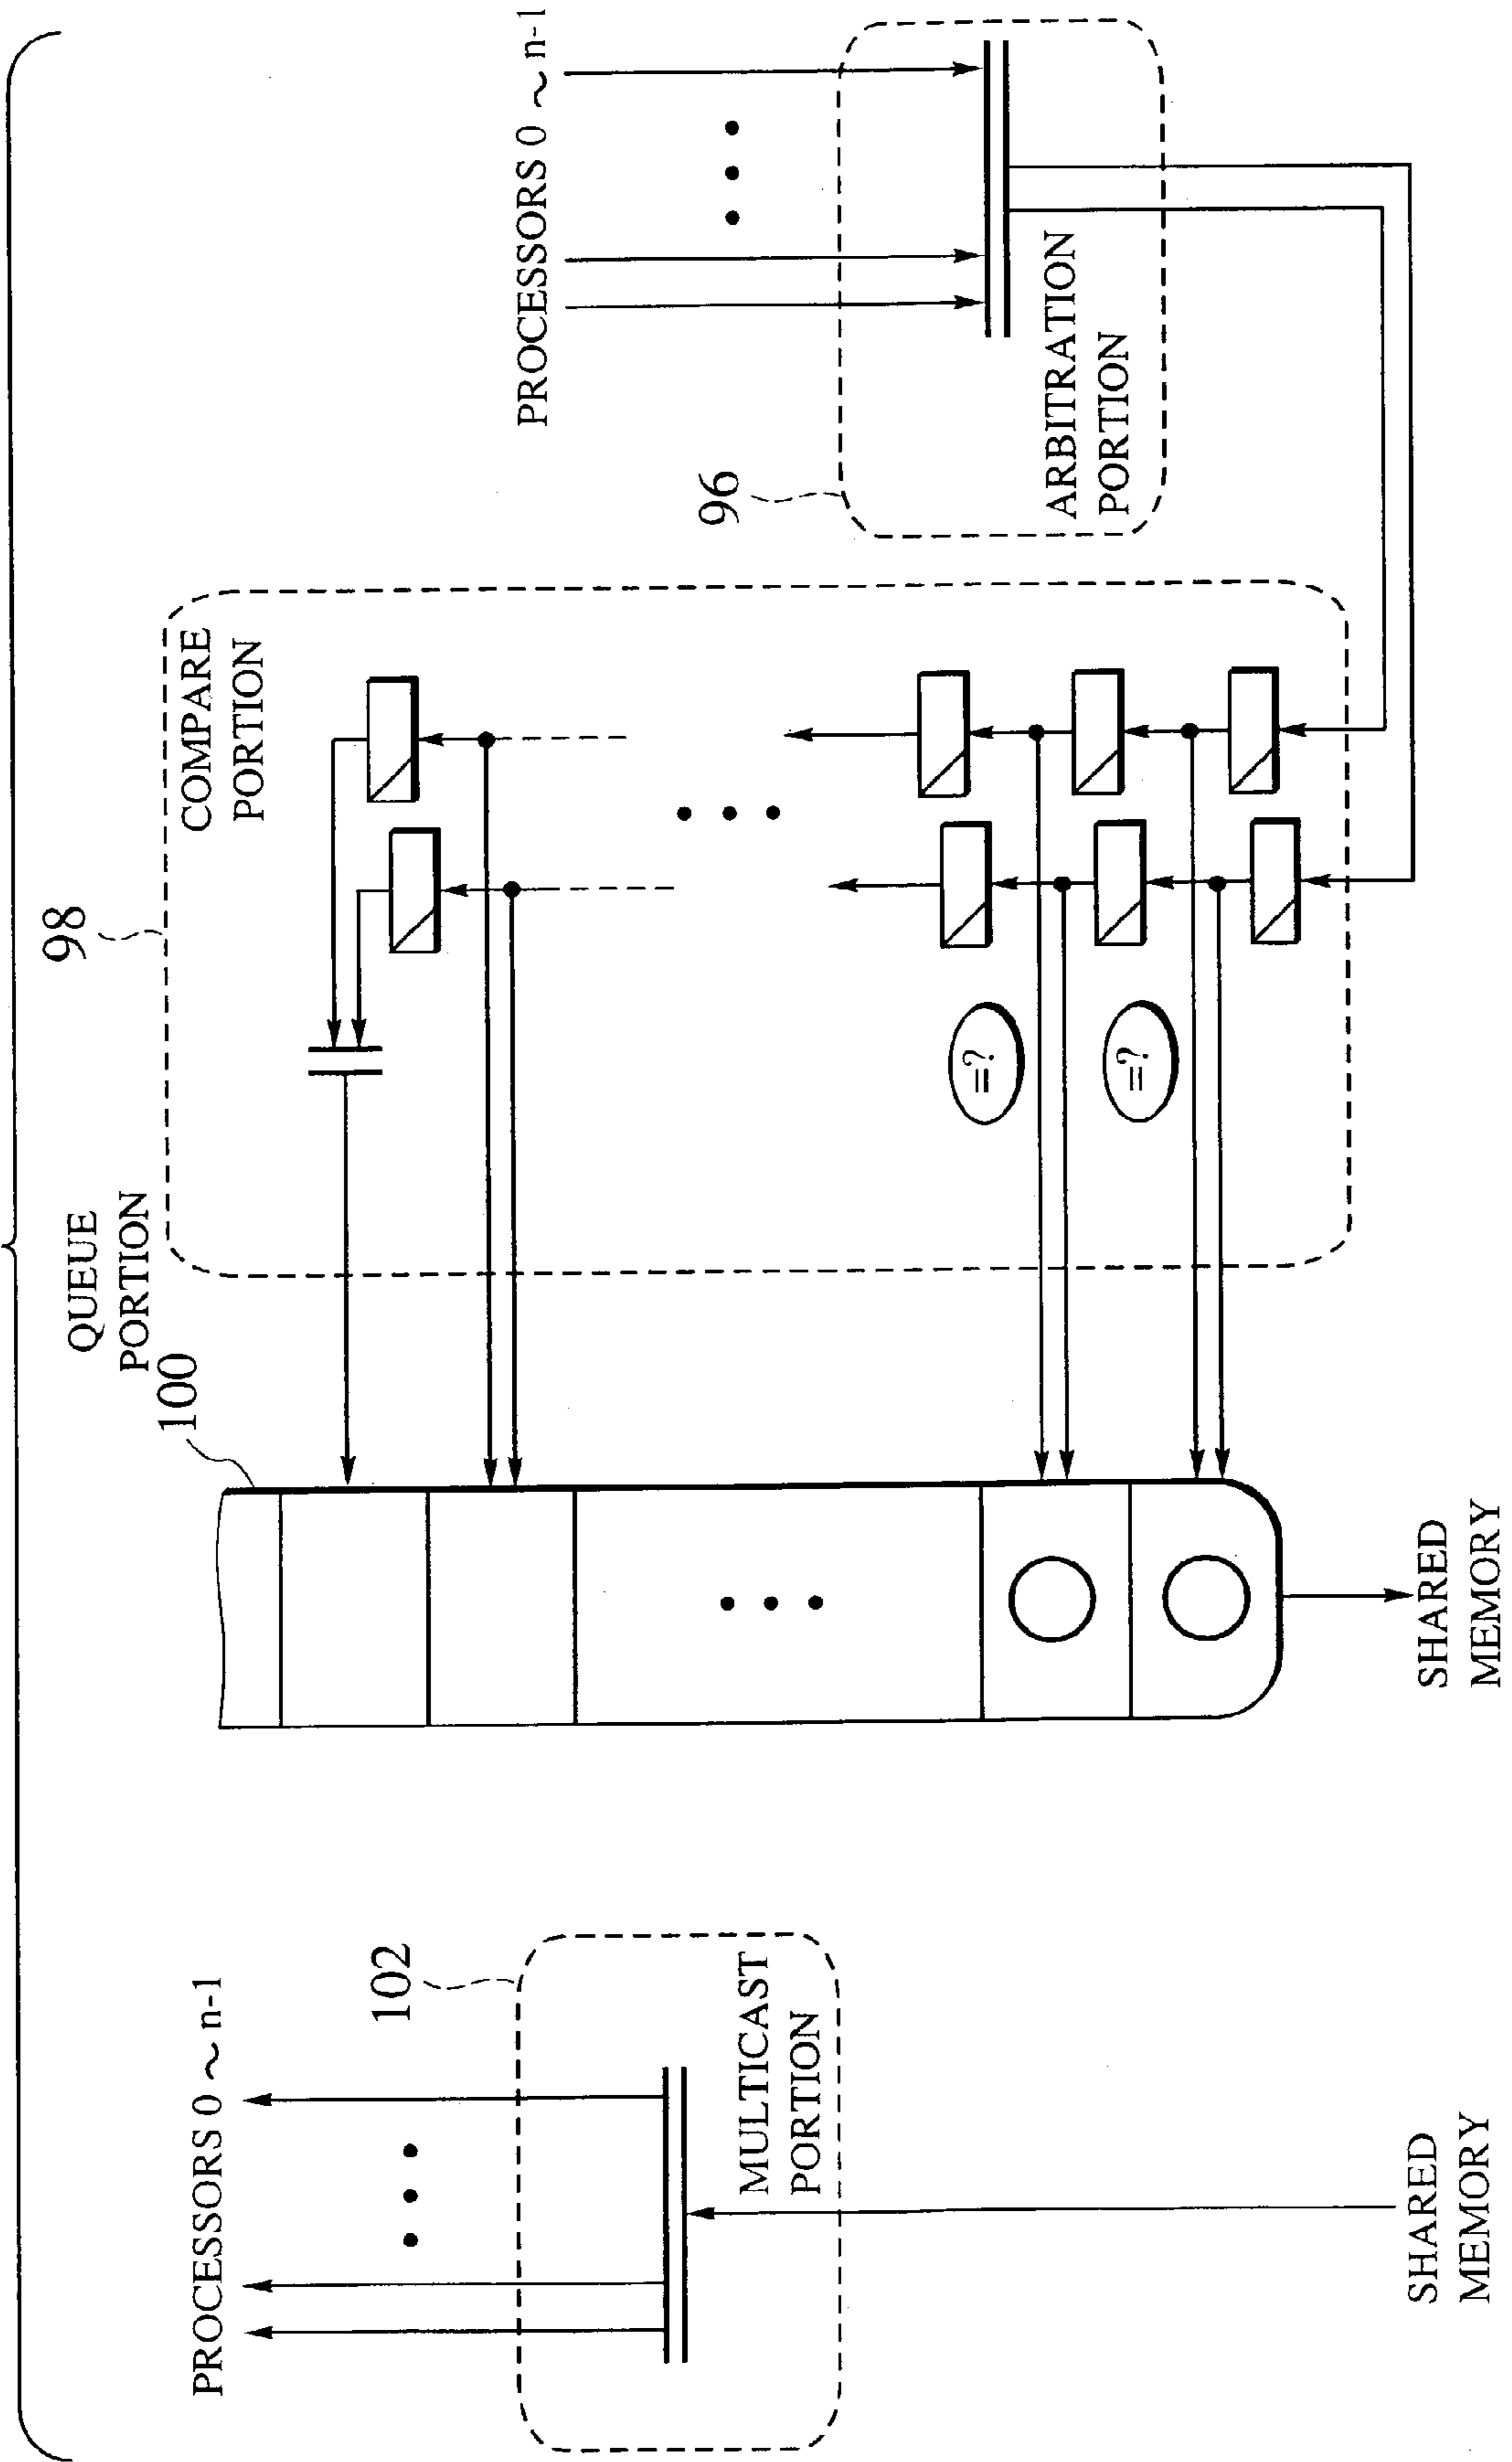 PROCESSORS 0 ~ n-1
102
MULTICAST
PORTION
SHARED
MEMORY
QUEUE
PORTION
100
SHARED
MEMORY
98
COMPARE
PORTION
=?
=?
PROCESSORS 0 ~ n-1
96
ARBITRATION
PORTION